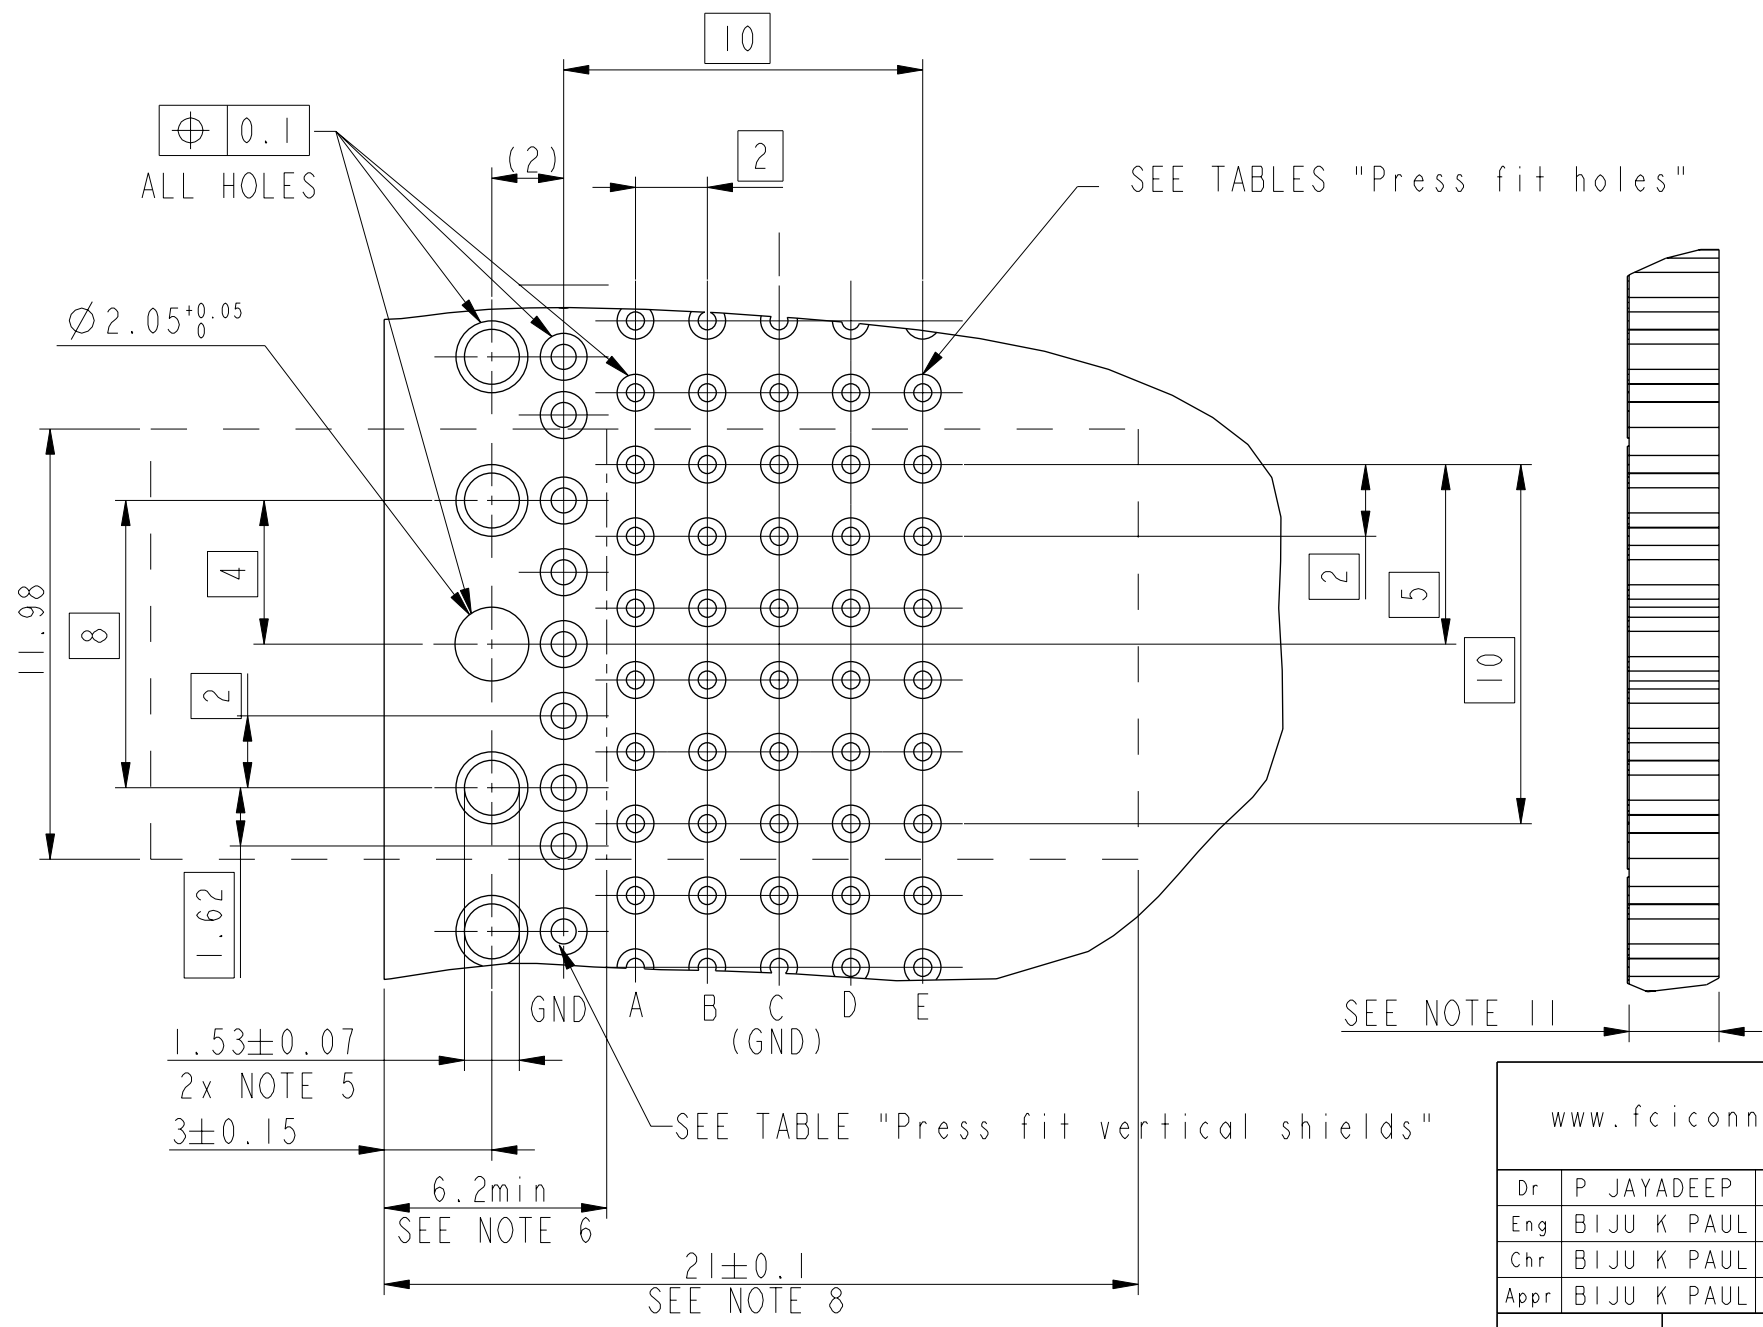 10
⌖ 0.1
ALL HOLES
(2)
2
SEE TABLES "Press fit holes"
Ø2.05 +0.05 0
11.98
8
4
2
1.62
2
5
10
GND A B C D E
(GND)
SEE NOTE 11
1.53±0.07
2x NOTE 5
3±0.15
SEE TABLE "Press fit vertical shields"
6.2min
SEE NOTE 6
21±0.1
SEE NOTE 8
www.fciconn
Dr P JAYADEEP
Eng BIJU K PAUL
Chr BIJU K PAUL
Appr BIJU K PAUL